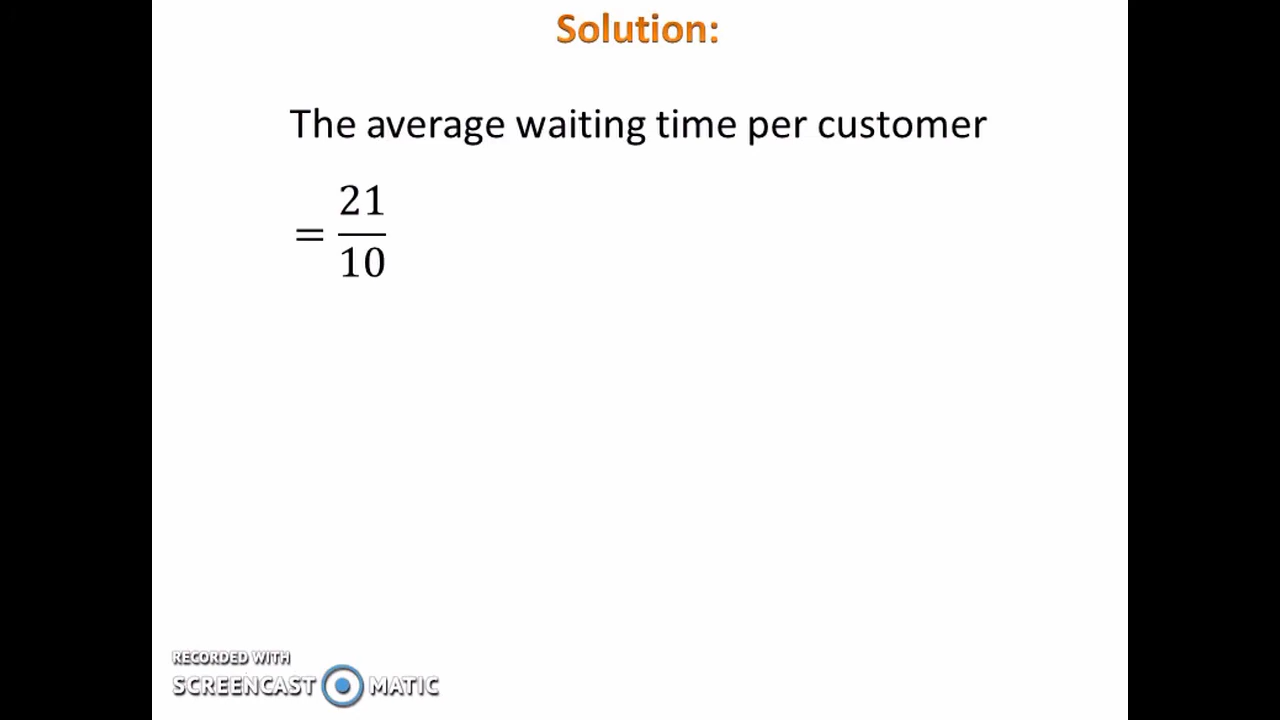 Solution:
The average waiting time per customer
= 21/10
RECORDED WITH
SCREENCAST MATIC